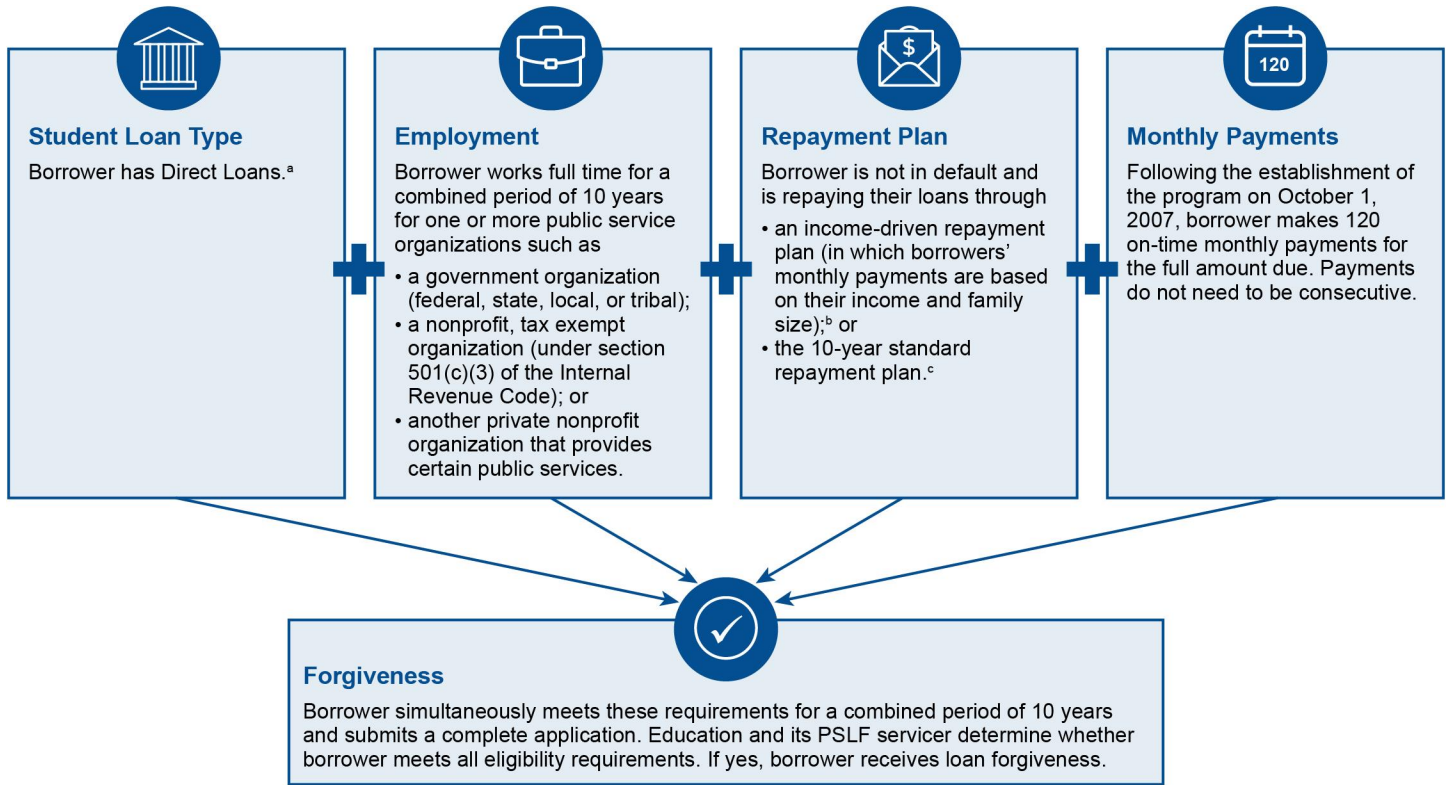 Student Loan Type
Borrower has Direct Loans.ᵃ
Employment
Borrower works full time for a
combined period of 10 years
for one or more public service
organizations such as
• a government organization
(federal, state, local, or tribal);
• a nonprofit, tax exempt
organization (under section
501(c)(3) of the Internal
Revenue Code); or
• another private nonprofit
organization that provides
certain public services.
$
Repayment Plan
Borrower is not in default and
is repaying their loans through
• an income-driven repayment
plan (in which borrowers’
monthly payments are based
on their income and family
size);ᵇ or
• the 10-year standard
repayment plan.ᶜ
120
Monthly Payments
Following the establishment of
the program on October 1,
2007, borrower makes 120
on-time monthly payments for
the full amount due. Payments
do not need to be consecutive.
Forgiveness
Borrower simultaneously meets these requirements for a combined period of 10 years
and submits a complete application. Education and its PSLF servicer determine whether
borrower meets all eligibility requirements. If yes, borrower receives loan forgiveness.